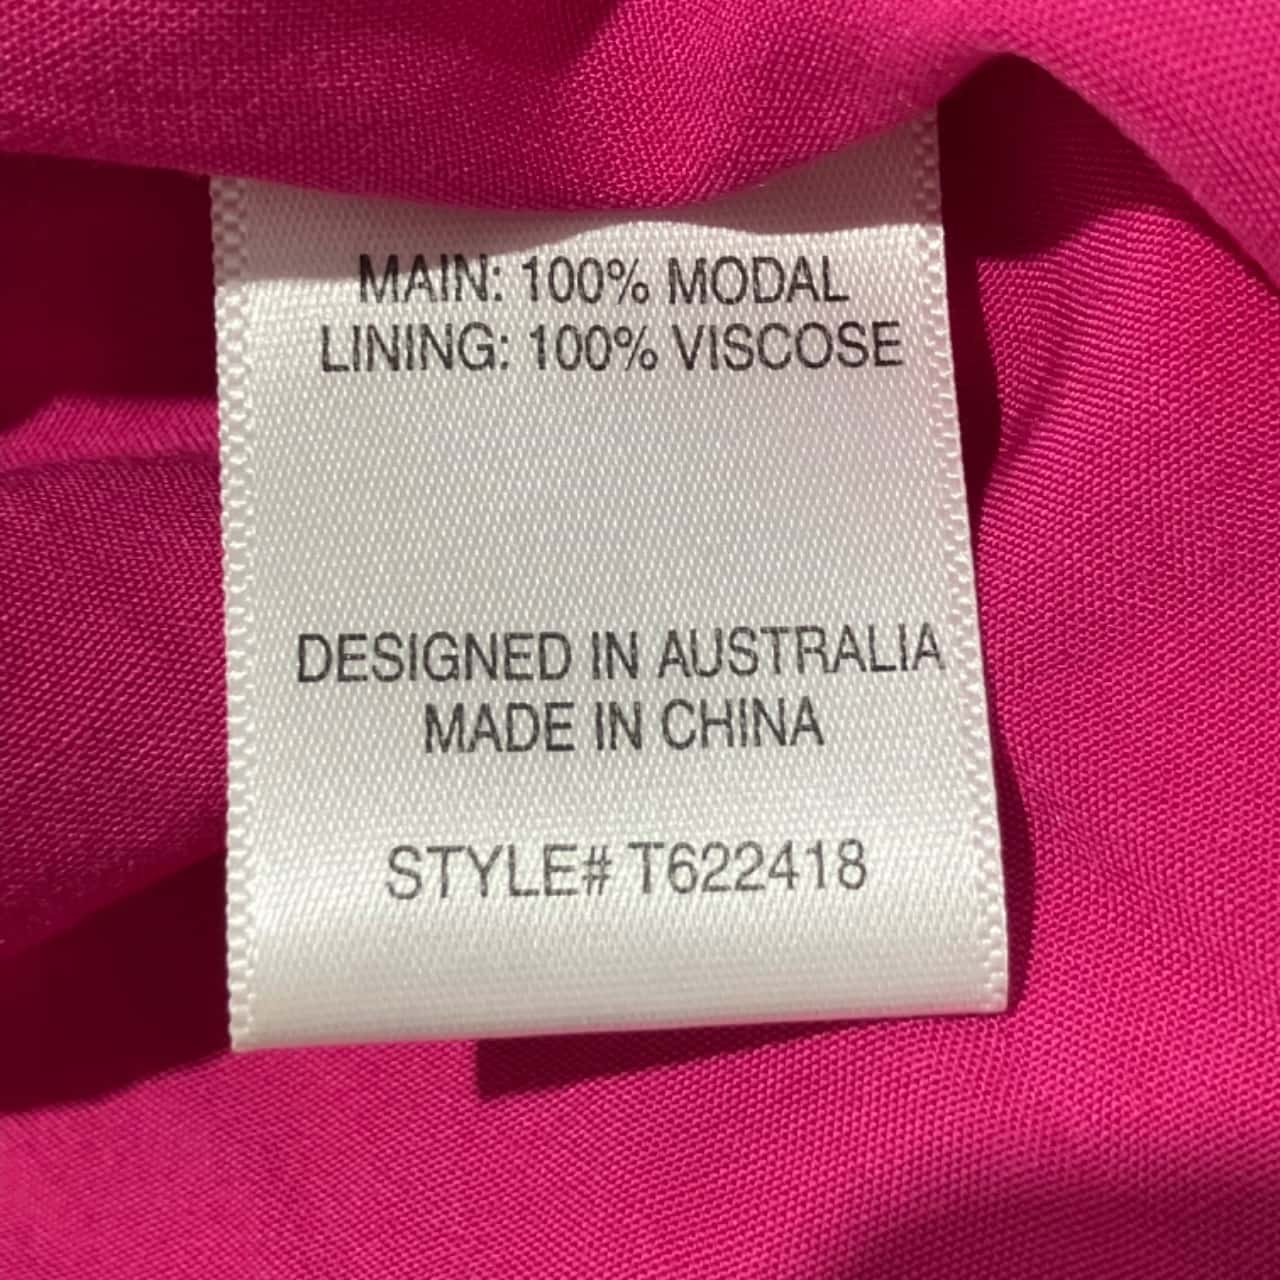 MAIN: 100% MODAL
LINING: 100% VISCOSE
DESIGNED IN AUSTRALIA
MADE IN CHINA
STYLE# T622418